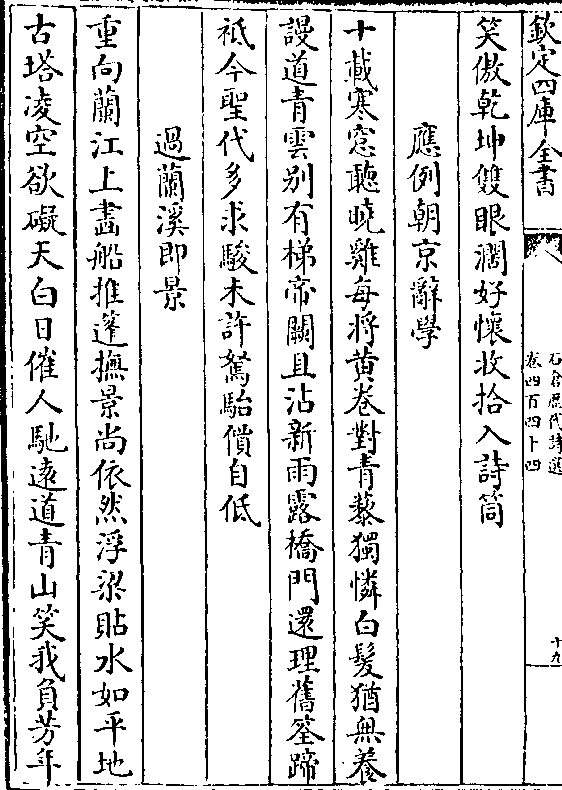 欽定四庫全書
石倉歷代詩選
卷四百四十四
十九
笑傲乾坤雙眼濶好懷收拾入詩筒
應例朝京辭學
十載寒窓聽曉雞每將黄卷對青藜獨憐白髮猶無養
謾道青雲别有梯帝闕且沾新雨露橋門還理舊筌蹄
袛今聖代多求駿未許駑駘價自低
過蘭溪即景
重向蘭江上畫船推蓬撫景尚依然浮梁貼水如平地
古塔凌空欲礙天白日催人馳遠道青山笑我負芳年